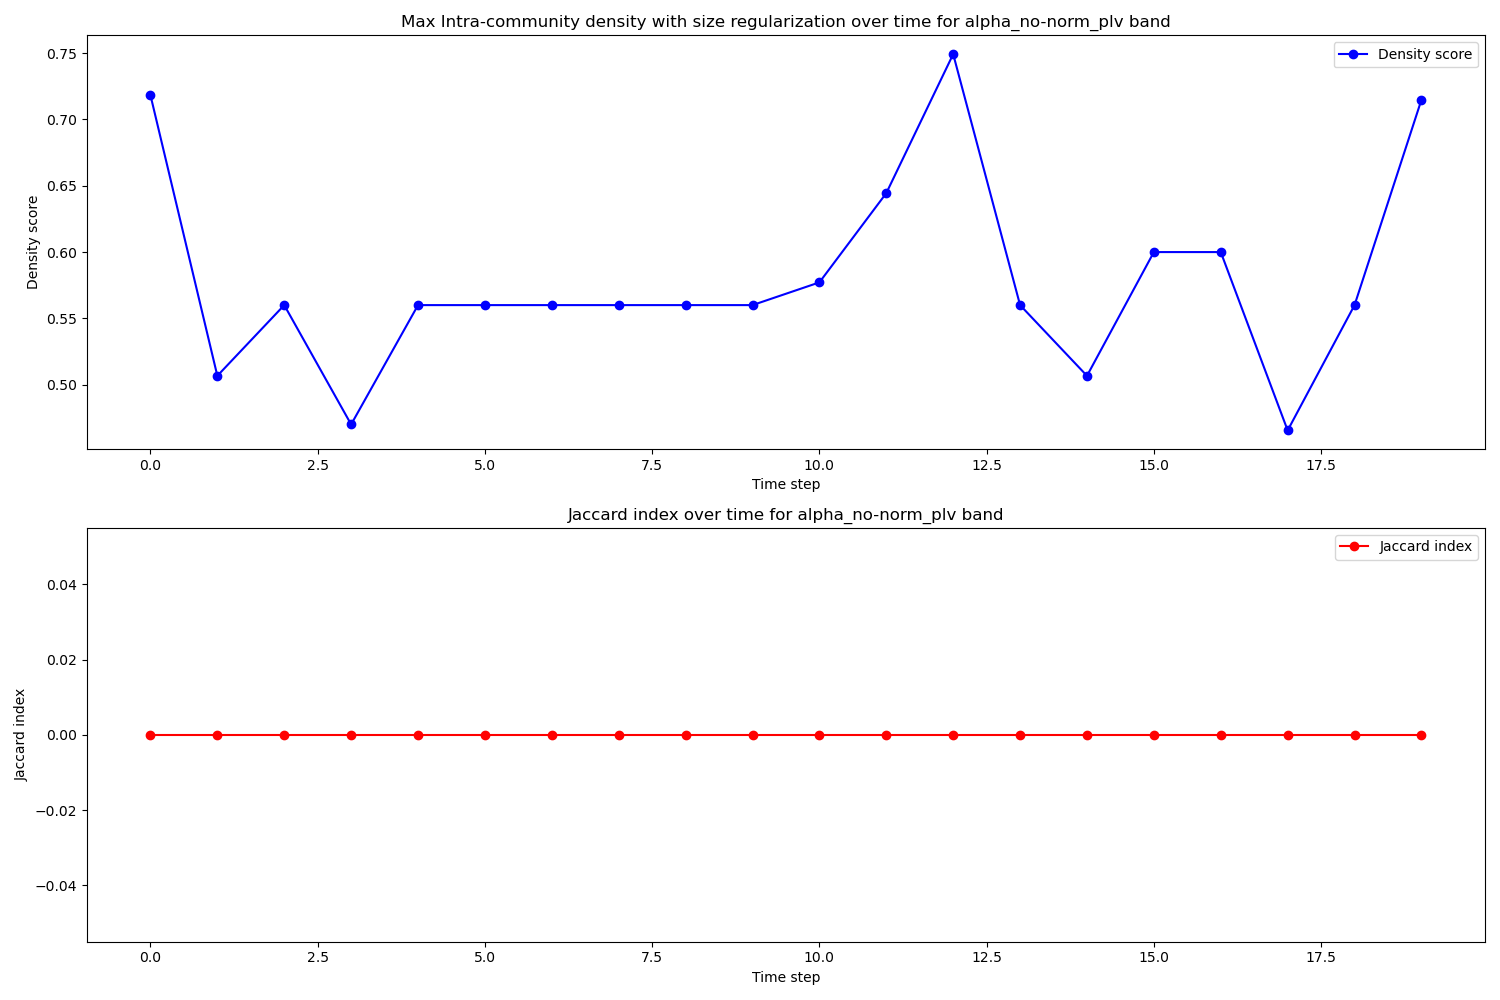 Max Intra-community density with size regularization over time for alpha_no-norm_plv band
Density score
0.75
0.70
0.65
0.60
0.55
0.50
Density score
0.0 2.5 5.0 7.5 10.0 12.5 15.0 17.5
Time step
Jaccard index over time for alpha_no-norm_plv band
Jaccard index
0.04
0.02
0.00
−0.02
−0.04
Jaccard index
0.0 2.5 5.0 7.5 10.0 12.5 15.0 17.5
Time step